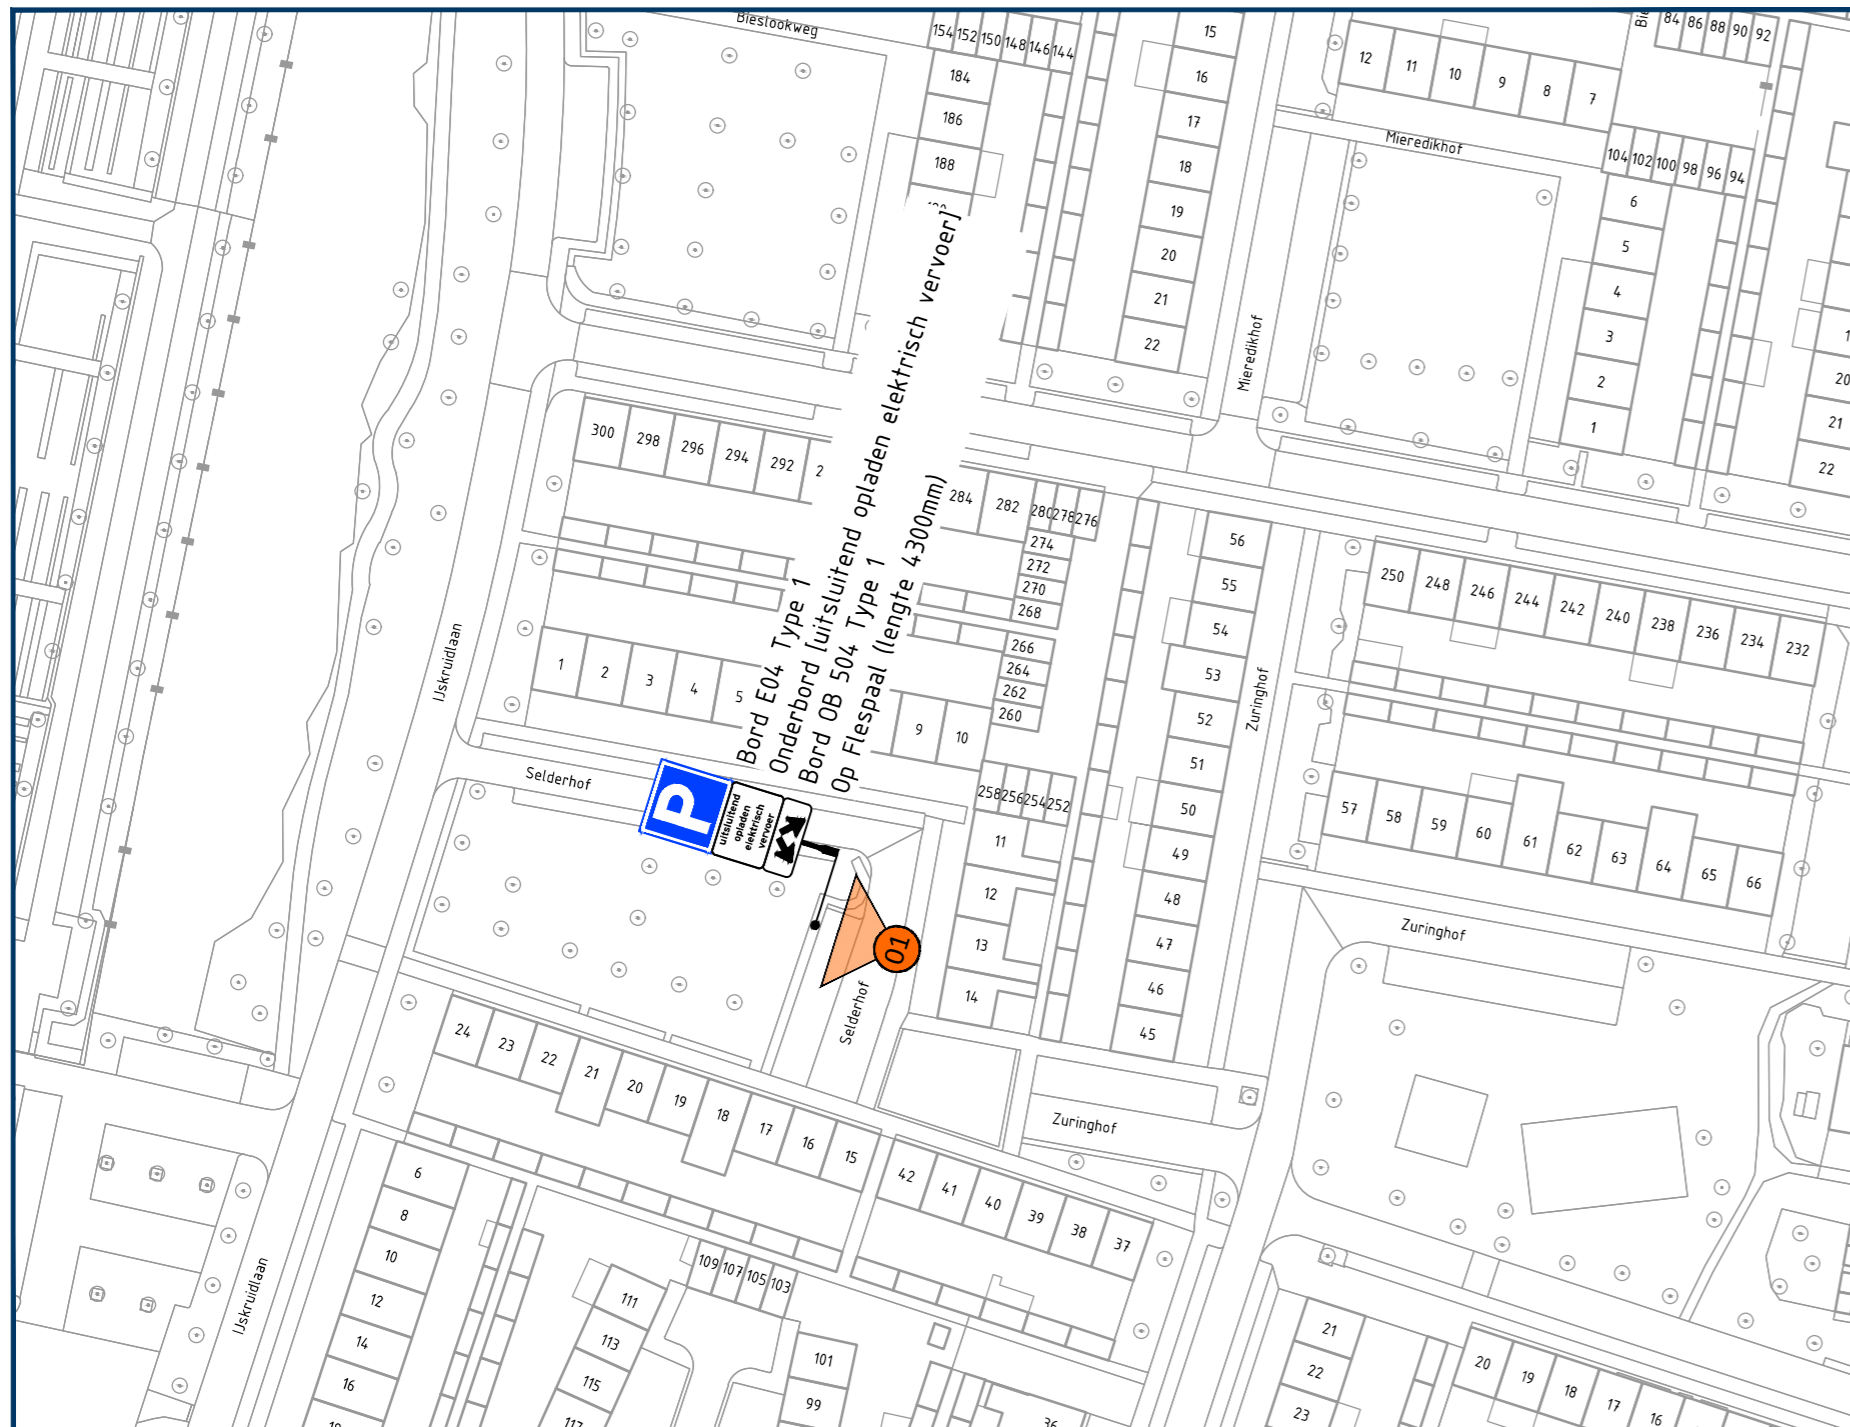 Bieslookweg
154 152 150 148 146 144
184
186
188
15
16
17
18
19
20
21
22
12 11 10 9 8 7
84 86 88 90 92
Mieredikhof
104 102 100 98 96 94
6
5
4
3
2
1
20
21
22
Mieredikhof
300 298 296 294 292
284 282 280 278 276
274
272
270
268
266
264
262
260
258 256 254 252
1 2 3 4 5
9 10
IJskruidlaan
Selderhof
Bord E04 Type 1
Onderbord [uitsluitend opladen elektrisch vervoer]
Bord OB 504 Type 1
Op Flespaal (lengte 4300mm)
P
uitsluitend
opladen
elektrisch
vervoer
01
Selderhof
11
12
13
14
56
55
54
53
52
51
50
49
48
47
46
45
Zuringhof
250 248 246 244 242 240 238 236 234 232
57 58 59 60 61 62 63 64 65 66
Zuringhof
Zuringhof
24 23 22 21 20 19 18 17 16 15
42 41 40 39 38 37
6
8
10
12
14
16
IJskruidlaan
109 107 105 103
111
113
115
101
99
21
22
23
20 19 18 17 16